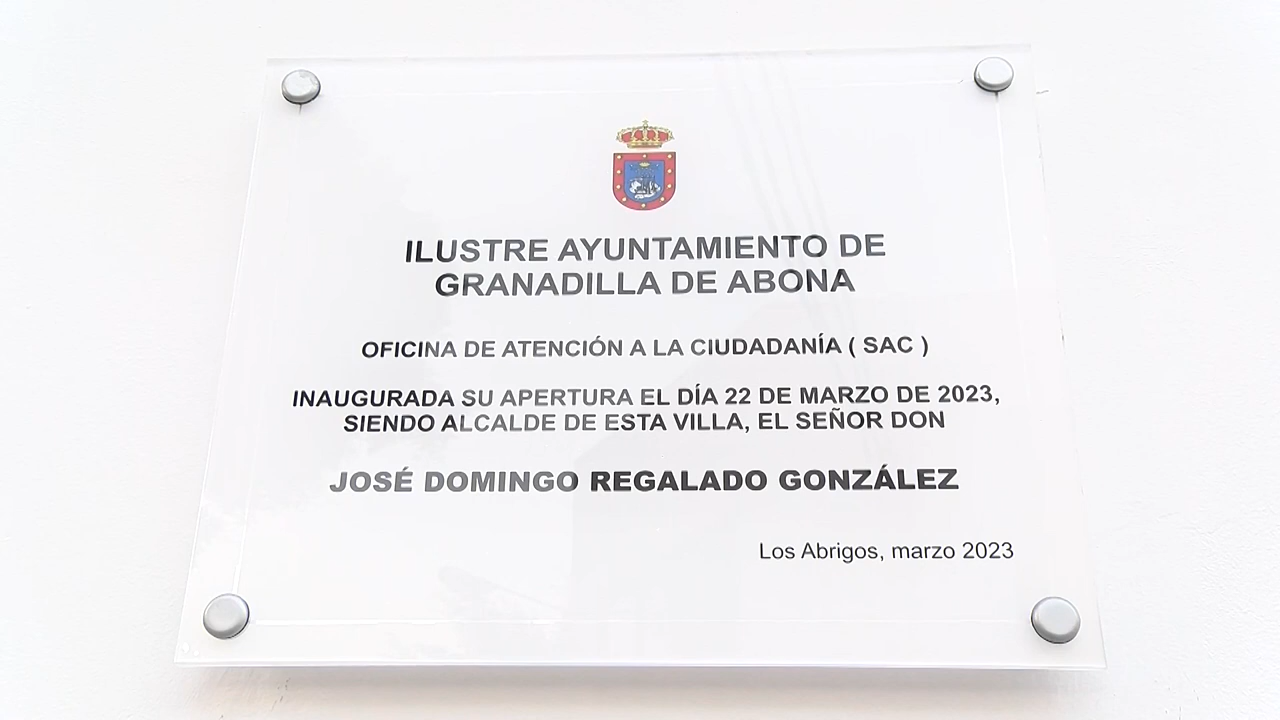 ILUSTRE AYUNTAMIENTO DE
GRANADILLA DE ABONA
OFICINA DE ATENCIÓN A LA CIUDADANÍA ( SAC )
INAUGURADA SU APERTURA EL DÍA 22 DE MARZO DE 2023,
SIENDO ALCALDE DE ESTA VILLA, EL SEÑOR DON
JOSÉ DOMINGO REGALADO GONZÁLEZ
Los Abrigos, marzo 2023